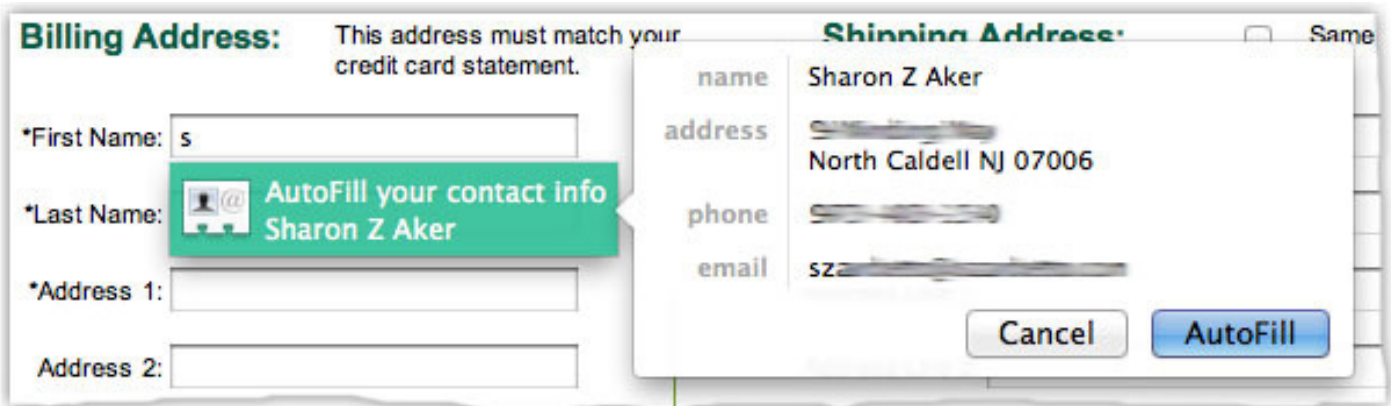 Billing Address:
This address must match your
credit card statement.
Shipping Address:
Same
*First Name:
s
AutoFill your contact info
Sharon Z Aker
*Last Name:
*Address 1:
Address 2:
name
Sharon Z Aker
address
North Caldell NJ 07006
phone
email
sza
Cancel
AutoFill